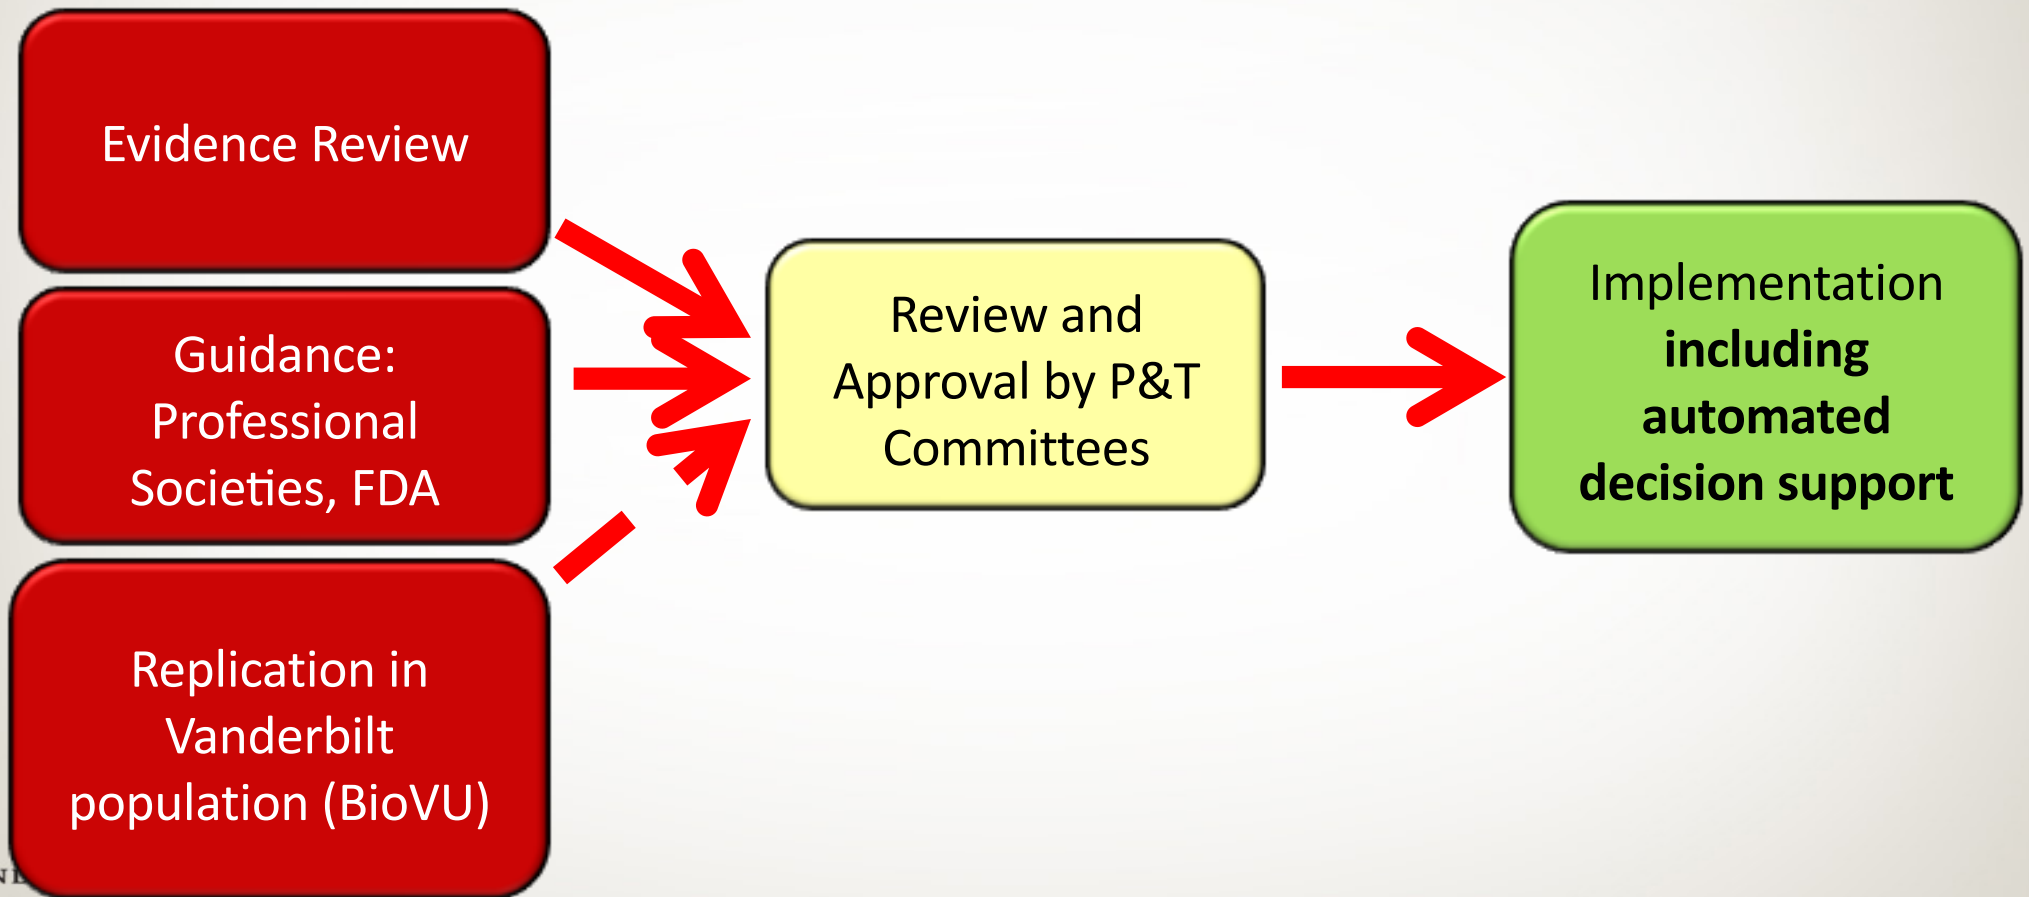 Evidence Review
Guidance:
Professional
Societies, FDA
Replication in
Vanderbilt
population (BioVU)
Review and
Approval by P&T
Committees
Implementation
including
automated
decision support